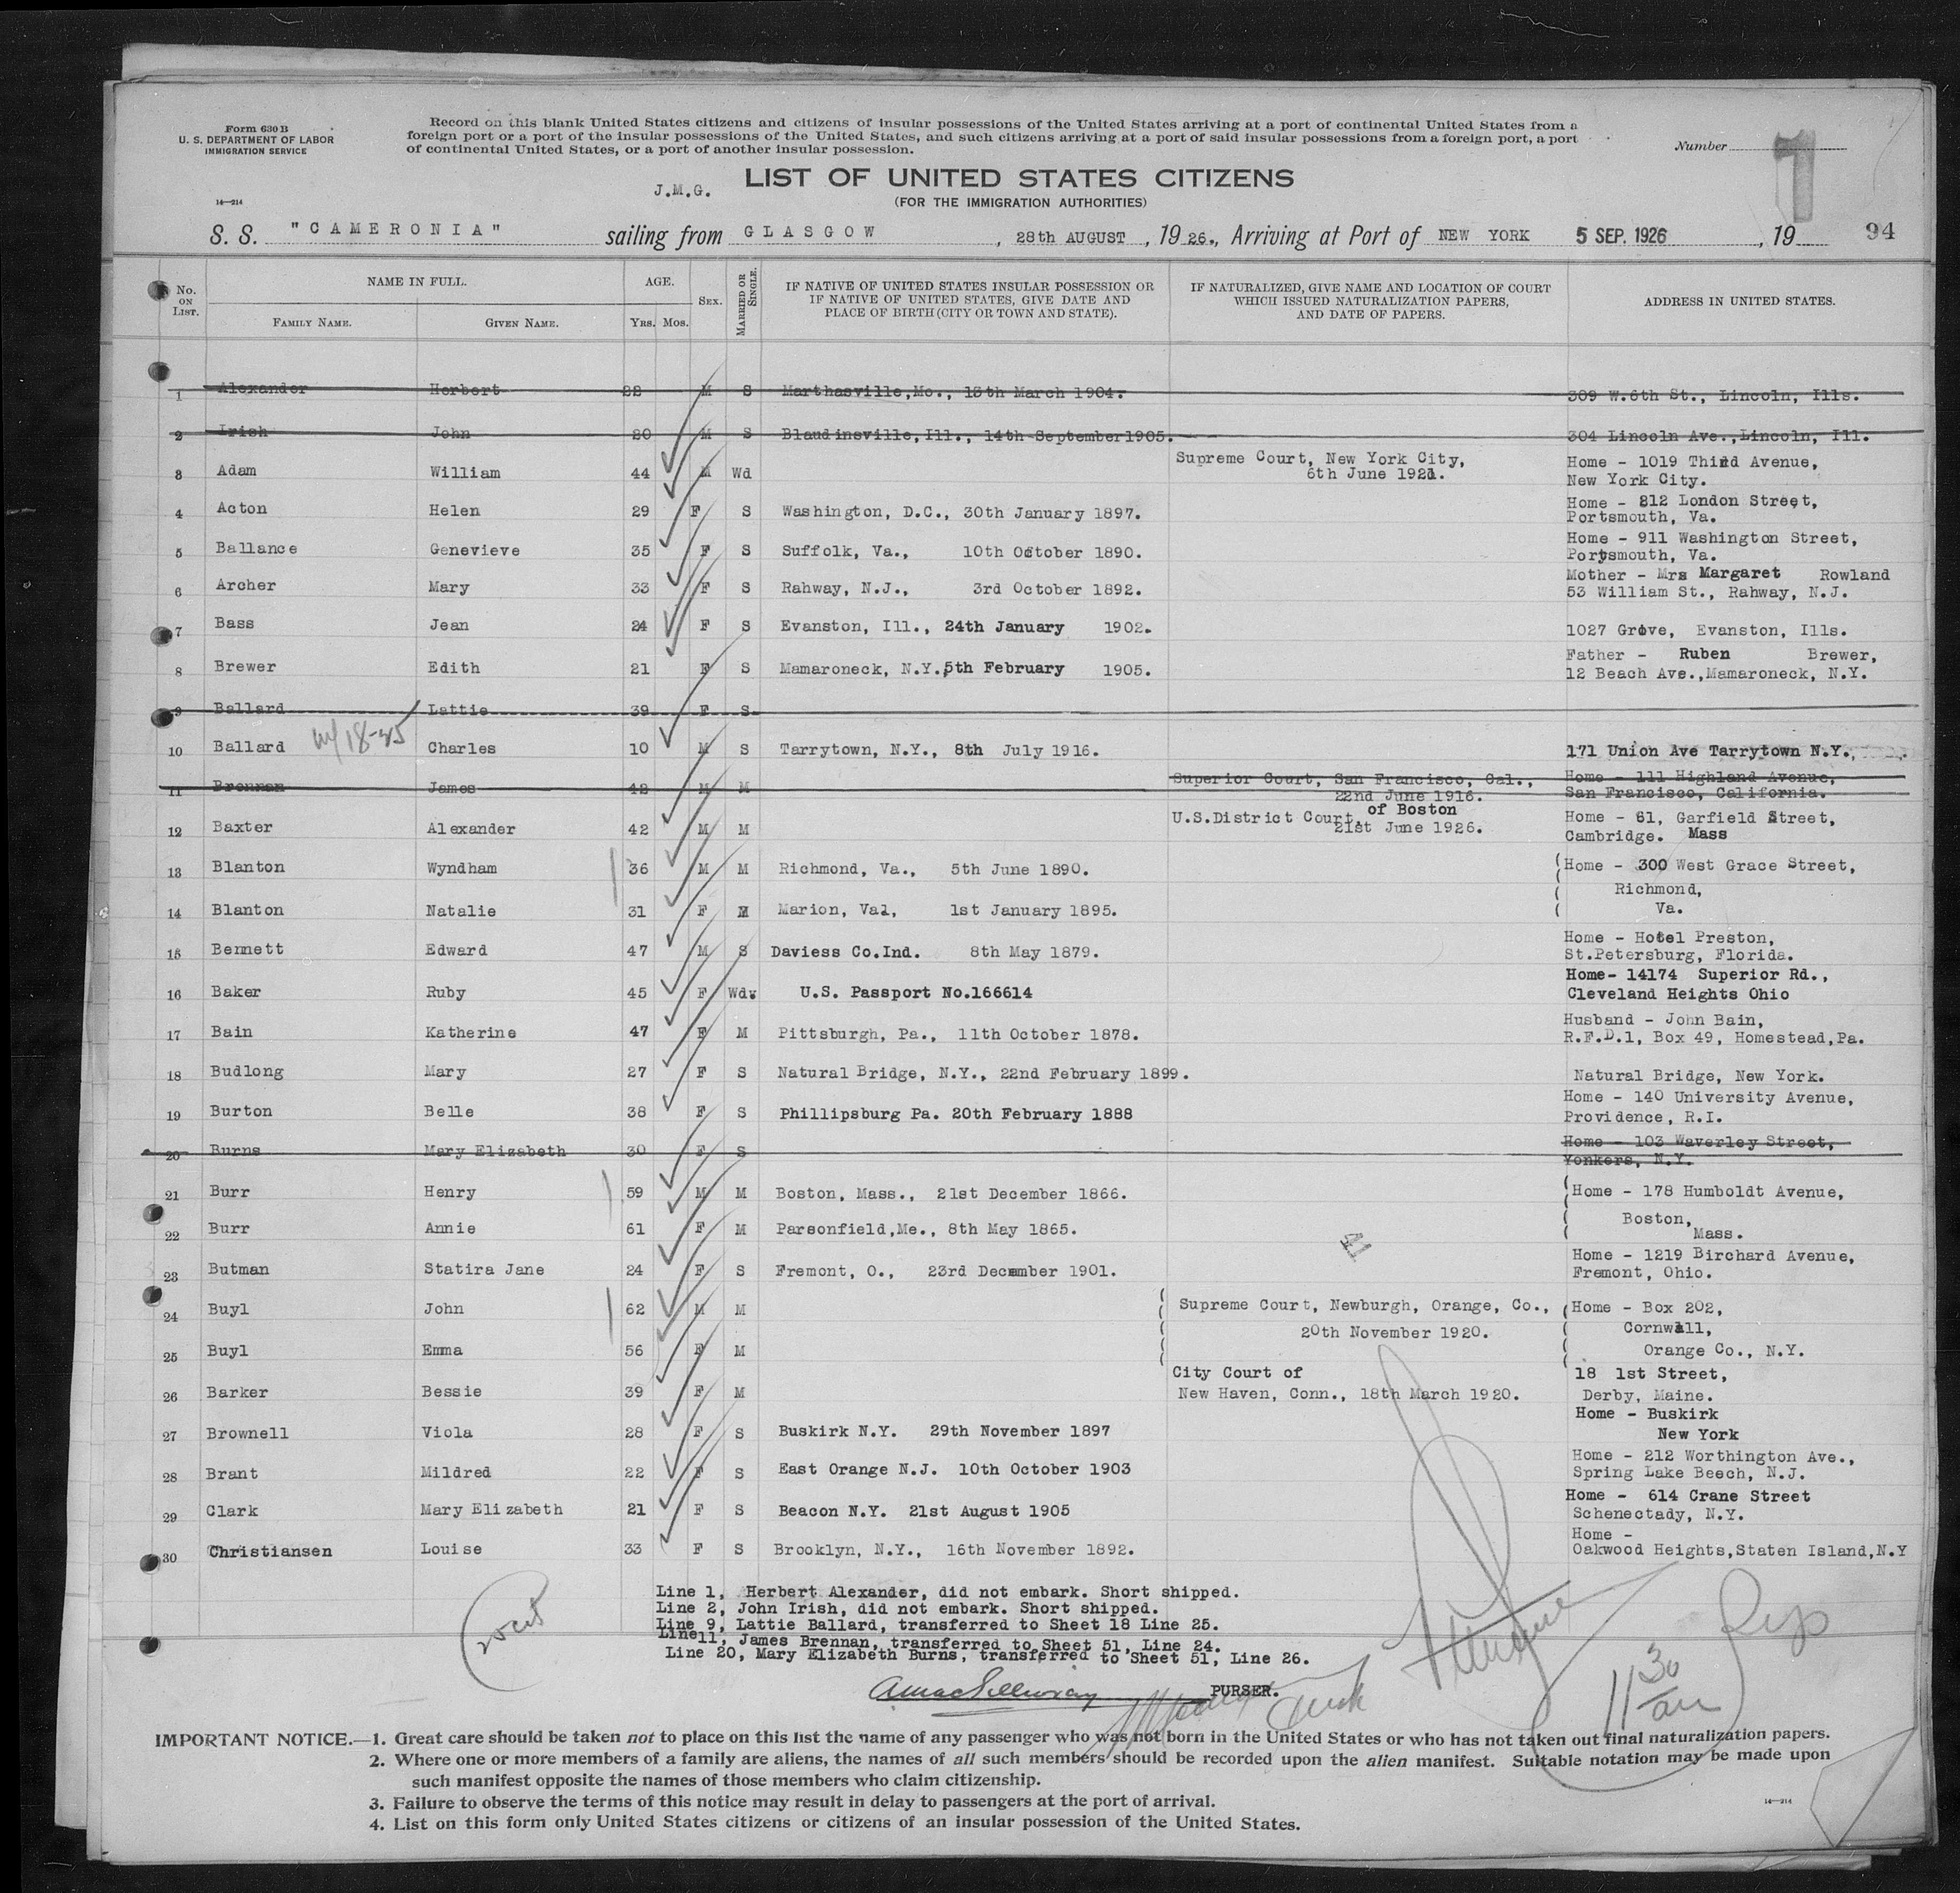 Form 630 B
U. S. DEPARTMENT OF LABOR
IMMIGRATION SERVICE
14—214
Record on this blank United States citizens and citizens of insular possessions of the United States arriving at a port of continental United States from a
foreign port or a port of the insular possessions of the United States, and such citizens arriving at a port of said insular possessions from a foreign port, a port
of continental United States, or a port of another insular possession.
Number
7
J.M.G. LIST OF UNITED STATES CITIZENS
(FOR THE IMMIGRATION AUTHORITIES)
S. S. "CAMERONIA" sailing from GLASGOW, 28th AUGUST, 1926., Arriving at Port of NEW YORK 5 SEP. 1926, 19 94
No. ON LIST. NAME IN FULL. FAMILY NAME. GIVEN NAME. AGE. YRS. MOS. SEX. MARRIED OR SINGLE. IF NATIVE OF UNITED STATES INSULAR POSSESSION OR IF NATIVE OF UNITED STATES, GIVE DATE AND PLACE OF BIRTH (CITY OR TOWN AND STATE). IF NATURALIZED, GIVE NAME AND LOCATION OF COURT WHICH ISSUED NATURALIZATION PAPERS, AND DATE OF PAPERS. ADDRESS IN UNITED STATES.
1 Alexander Herbert 22 M S Marthasville, Mo., 13th March 1904. 309 W.6th St., Lincoln, Ills.
2 Irish John 20 M S Blaudinsville, Ill., 14th September 1905. 304 Lincoln Ave., Lincoln, Ill.
3 Adam William 44 M Wd Supreme Court, New York City, 6th June 1921. Home - 1019 Third Avenue, New York City.
4 Acton Helen 29 F S Washington, D.C., 30th January 1897. Home - 812 London Street, Portsmouth, Va.
5 Ballance Genevieve 35 F S Suffolk, Va., 10th October 1890. Home - 911 Washington Street, Portsmouth, Va.
6 Archer Mary 33 F S Rahway, N.J., 3rd October 1892. Mother - Mrs Margaret Rowland 53 William St., Rahway, N.J.
7 Bass Jean 24 F S Evanston, Ill., 24th January 1902. 1027 Grove, Evanston, Ills.
8 Brewer Edith 21 F S Mamaroneck, N.Y. 5th February 1905. Father - Ruben Brewer, 12 Beach Ave., Mamaroneck, N.Y.
9 Ballard Lattie 39 F S
10 Ballard w/ 18-25 Charles 10 M S Tarrytown, N.Y., 8th July 1916. 171 Union Ave Tarrytown N.Y.,
11 Brennan James 42 M M Superior Court, San Francisco, Cal., 22nd June 1916. Home - 111 Highland Avenue, San Francisco, California.
12 Baxter Alexander 42 M M U.S.District Court, of Boston 21st June 1926. Home - 61, Garfield Street, Cambridge. Mass
13 Blanton Wyndham 36 M M Richmond, Va., 5th June 1890. Home - 300 West Grace Street, Richmond, Va.
14 Blanton Natalie 31 F M Marion, Va1, 1st January 1895.
15 Bennett Edward 47 M S Daviess Co.Ind. 8th May 1879. Home - Hotel Preston, St.Petersburg, Florida.
16 Baker Ruby 45 F Wdw U.S. Passport No.166614 Home- 14174 Superior Rd., Cleveland Heights Ohio
17 Bain Katherine 47 F M Pittsburgh, Pa., 11th October 1878. Husband - John Bain, R.F.D.1, Box 49, Homestead,Pa.
18 Budlong Mary 27 F S Natural Bridge, N.Y., 22nd February 1899. Natural Bridge, New York.
19 Burton Belle 38 F S Phillipsburg Pa. 20th February 1888 Home - 140 University Avenue, Providence, R.I.
20 Burns Mary Elizabeth 30 F S Home - 103 Waverley Street, Yonkers, N.Y.
21 Burr Henry 59 M M Boston, Mass., 21st December 1866. Home - 178 Humboldt Avenue, Boston, Mass.
22 Burr Annie 61 F M Parsonfield,Me., 8th May 1865.
41
23 Butman Statira Jane 24 F S Fremont, O., 23rd December 1901. Home - 1219 Birchard Avenue, Fremont, Ohio.
24 Buyl John 62 M M Supreme Court, Newburgh, Orange, Co., 20th November 1920. Home - Box 202, Cornwall, Orange Co., N.Y.
25 Buyl Emma 56 F M
26 Barker Bessie 39 F M City Court of New Haven, Conn., 18th March 1920. 18 1st Street, Derby, Maine.
27 Brownell Viola 28 F S Buskirk N.Y. 29th November 1897 Home - Buskirk New York
28 Brant Mildred 22 F S East Orange N.J. 10th October 1903 Home - 212 Worthington Ave., Spring Lake Beech, N.J.
29 Clark Mary Elizabeth 21 F S Beacon N.Y. 21st August 1905 Home - 614 Crane Street Schenectady, N.Y.
30 Christiansen Louise 33 F S Brooklyn, N.Y., 16th November 1892. Home - Oakwood Heights,Staten Island,N.Y
Line 1, Herbert Alexander, did not embark. Short shipped.
Line 2, John Irish, did not embark. Short shipped.
Line 9, Lattie Ballard, transferred to Sheet 18 Line 25.
Line11, James Brennan, transferred to Sheet 51, Line 24.
Line 20, Mary Elizabeth Burns, transferred to Sheet 51, Line 26.
PURSER.
11 30 am
IMPORTANT NOTICE.—1. Great care should be taken not to place on this list the name of any passenger who was not born in the United States or who has not taken out final naturalization papers.
2. Where one or more members of a family are aliens, the names of all such members should be recorded upon the alien manifest. Suitable notation may be made upon
such manifest opposite the names of those members who claim citizenship.
3. Failure to observe the terms of this notice may result in delay to passengers at the port of arrival.
4. List on this form only United States citizens or citizens of an insular possession of the United States.
14—214